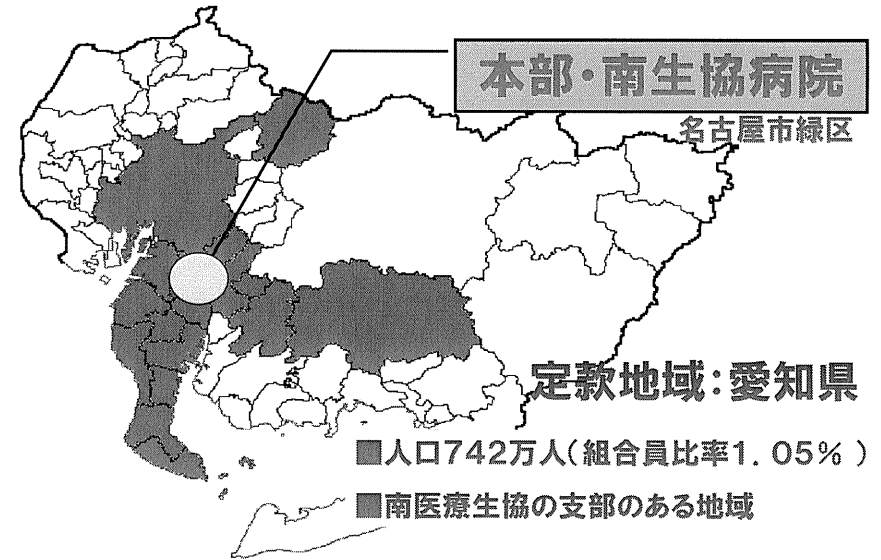 本部・南生協病院
名古屋市緑区
定款地域：愛知県
■人口742万人（組合員比率1．05％ ）
■南医療生協の支部のある地域